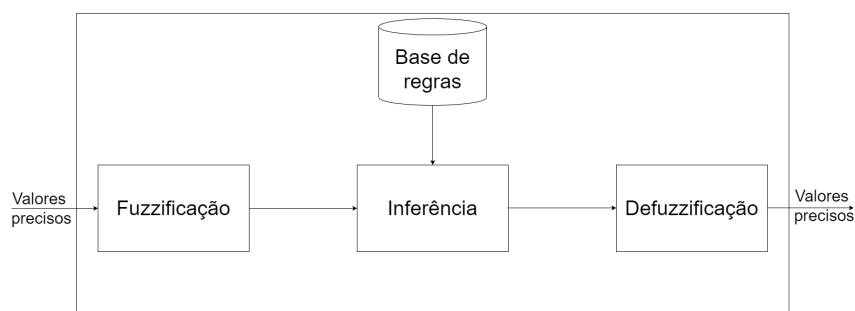 Base de
regras
Valores
precisos
Fuzzificação
Inferência
Defuzzificação
Valores
precisos